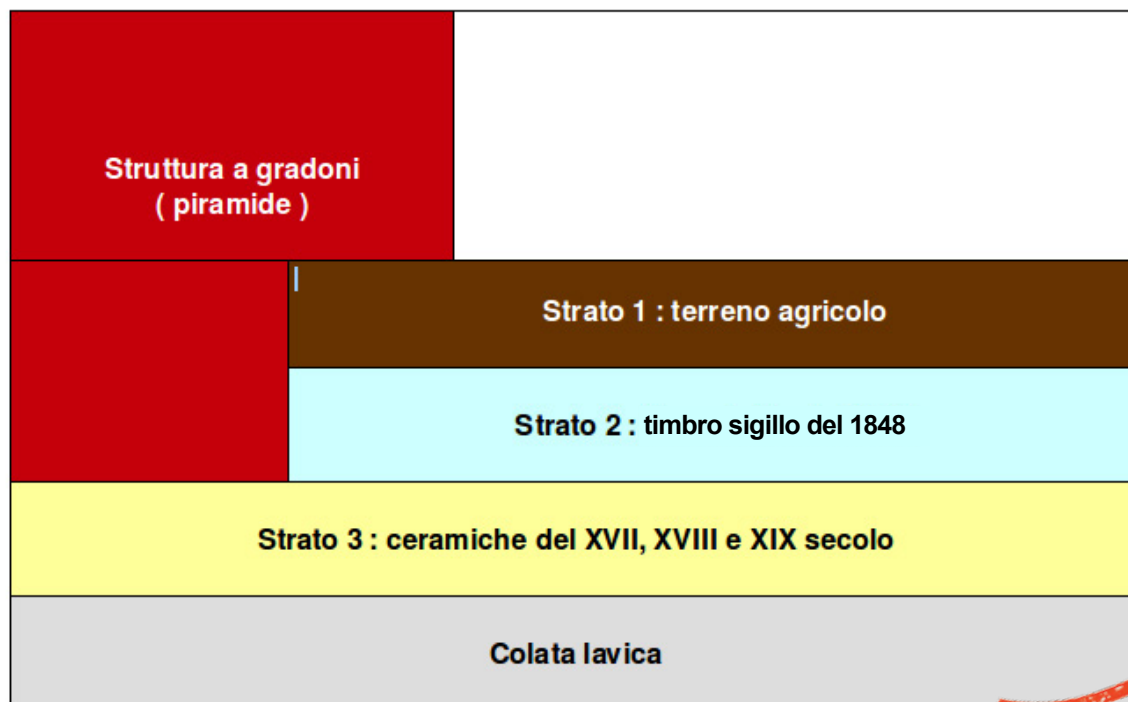 Struttura a gradoni
( piramide )
Strato 1 : terreno agricolo
Strato 2 : timbro sigillo del 1848
Strato 3 : ceramiche del XVII, XVIII e XIX secolo
Colata lavica